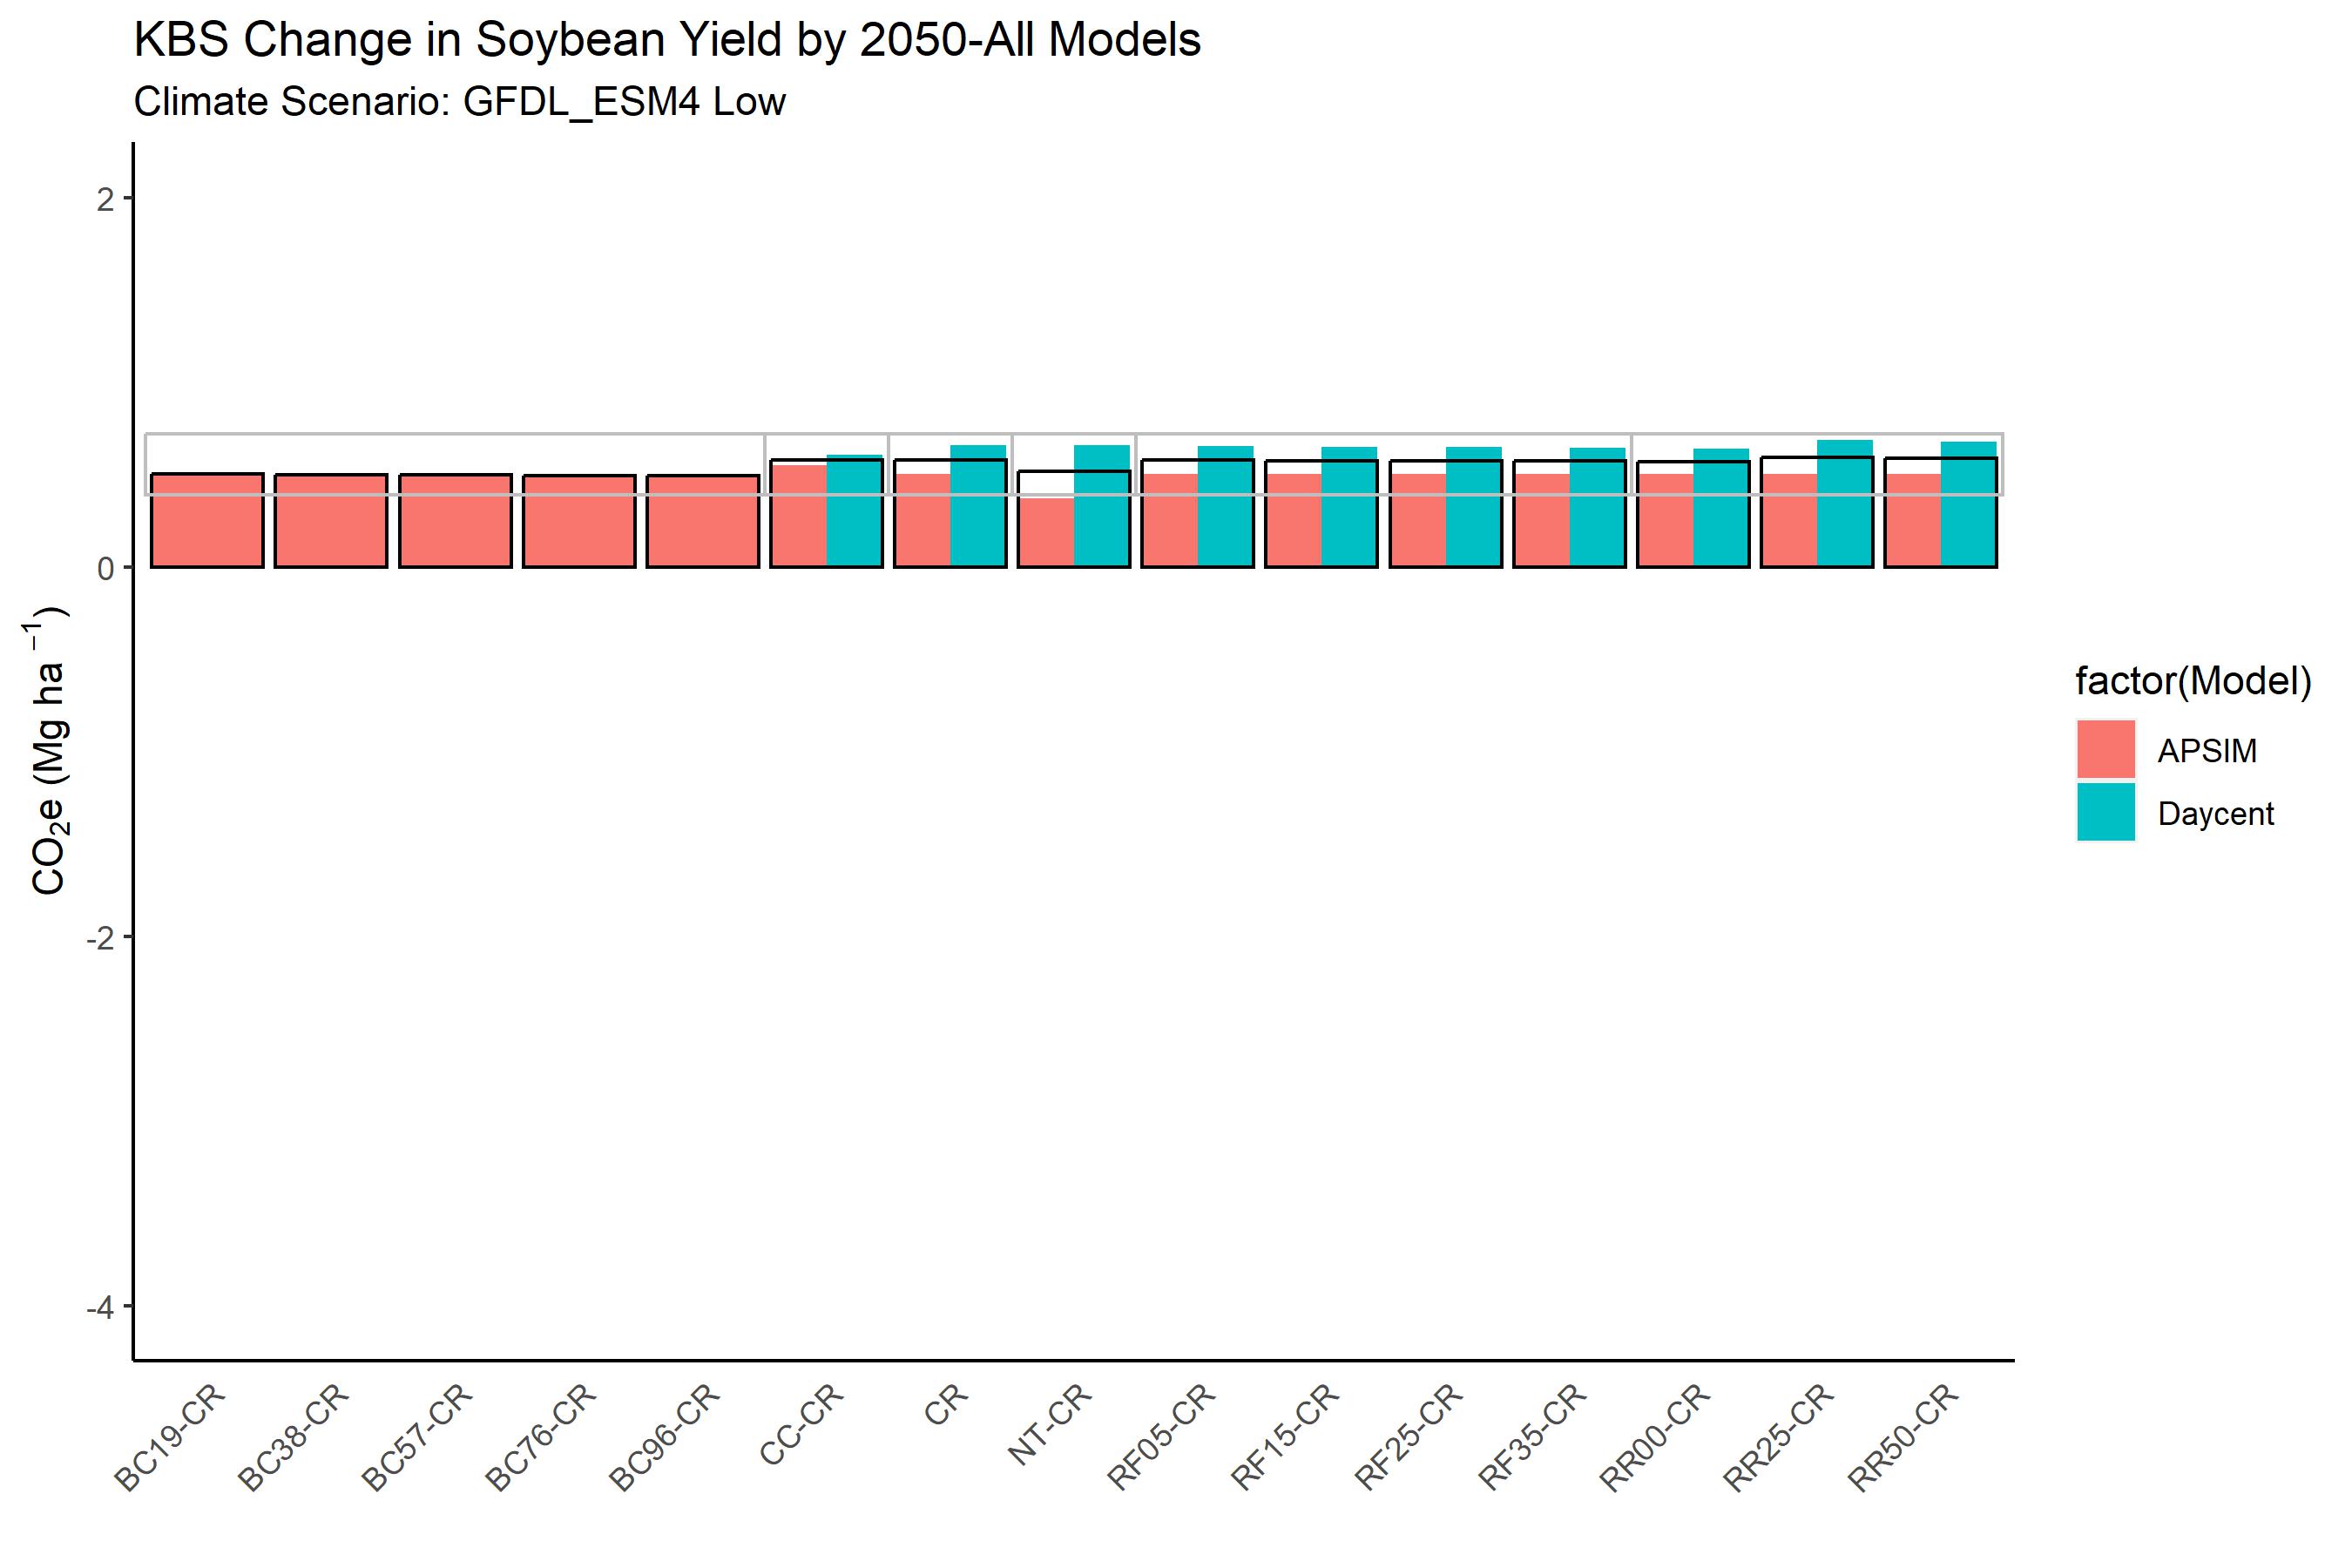 KBS Change in Soybean Yield by 2050-All Models
Climate Scenario: GFDL_ESM4 Low
2
0
-2
-4
CO₂e (Mg ha ⁻¹)
BC19-CR
BC38-CR
BC57-CR
BC76-CR
BC96-CR
CC-CR
CR
NT-CR
RF05-CR
RF15-CR
RF25-CR
RF35-CR
RR00-CR
RR25-CR
RR50-CR
factor(Model)
APSIM
Daycent